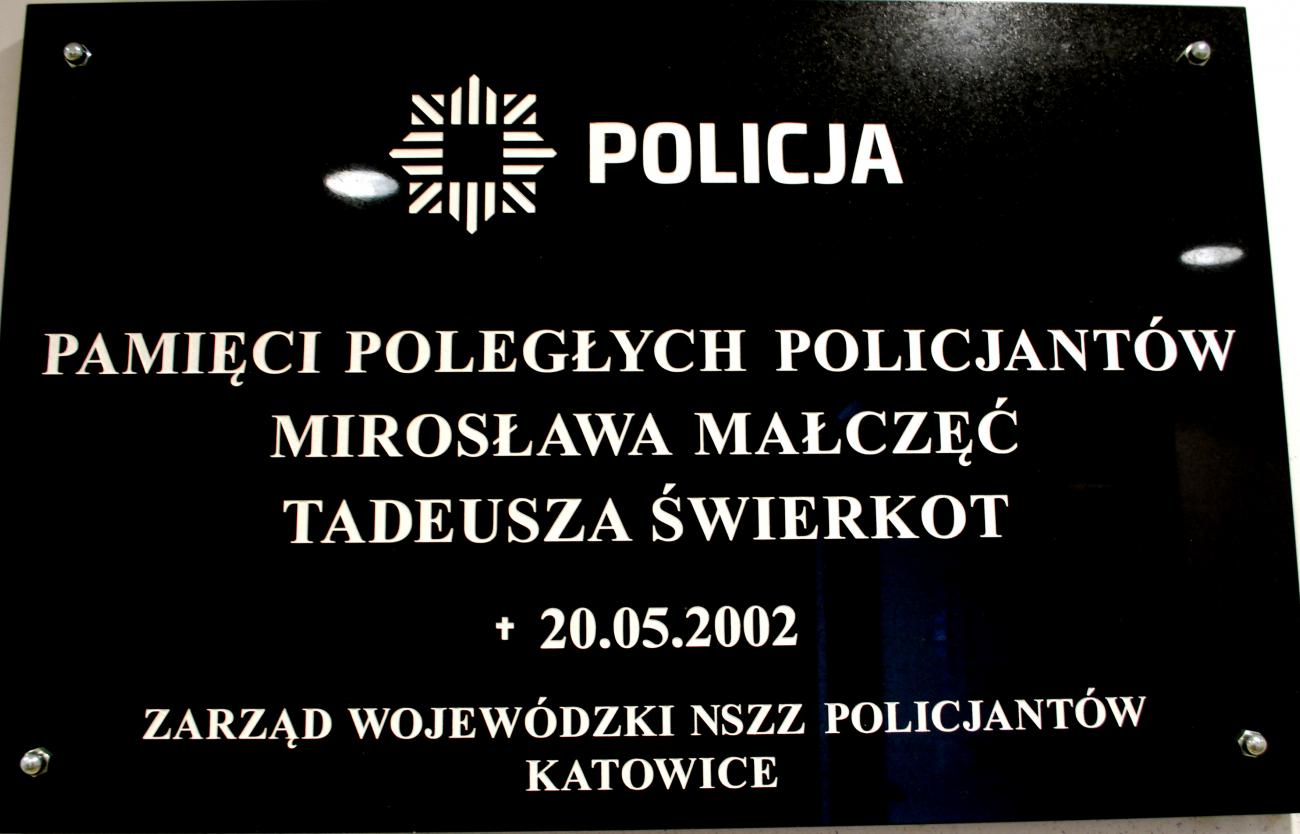 POLICJA
PAMIĘCI POLEGŁYCH POLICJANTÓW
MIROSŁAWA MAŁCZĘĆ
TADEUSZA ŚWIERKOT
✝ 20.05.2002
ZARZĄD WOJEWÓDZKI NSZZ POLICJANTÓW
KATOWICE